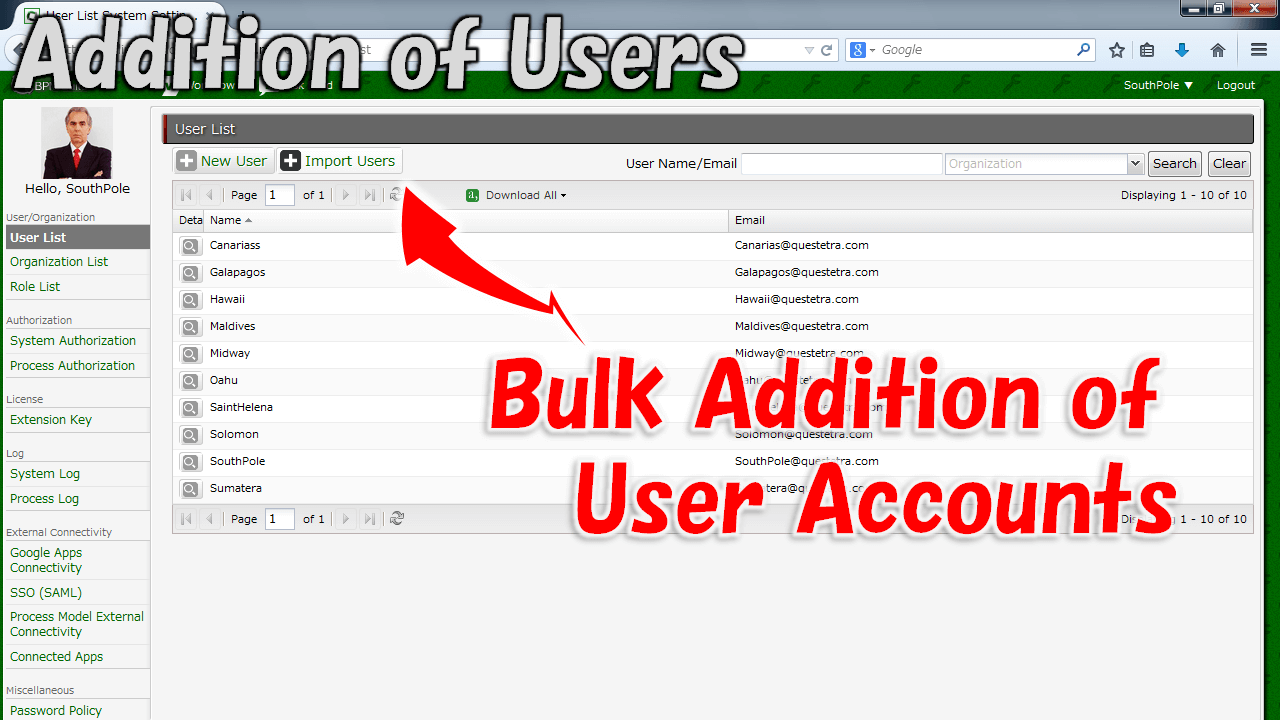 User List System Settin
Addition of Users
Google
SouthPole ▼ Logout
Hello, SouthPole
User/Organization
User List
Organization List
Role List
Authorization
System Authorization
Process Authorization
License
Extension Key
Log
System Log
Process Log
External Connectivity
Google Apps
Connectivity
SSO (SAML)
Process Model External
Connectivity
Connected Apps
Miscellaneous
Password Policy
User List
New User Import Users User Name/Email Organization Search Clear
Page 1 of 1 Download All Displaying 1 - 10 of 10
Deta Name Email
Canariass Canarias@questetra.com
Galapagos Galapagos@questetra.com
Hawaii Hawaii@questetra.com
Maldives Maldives@questetra.com
Midway Midway@questetra.com
Oahu
SaintHelena
Solomon Solomon@questetra.com
SouthPole SouthPole@questetra.com
Sumatera
Page 1 of 1 1 - 10 of 10
Bulk Addition of
User Accounts